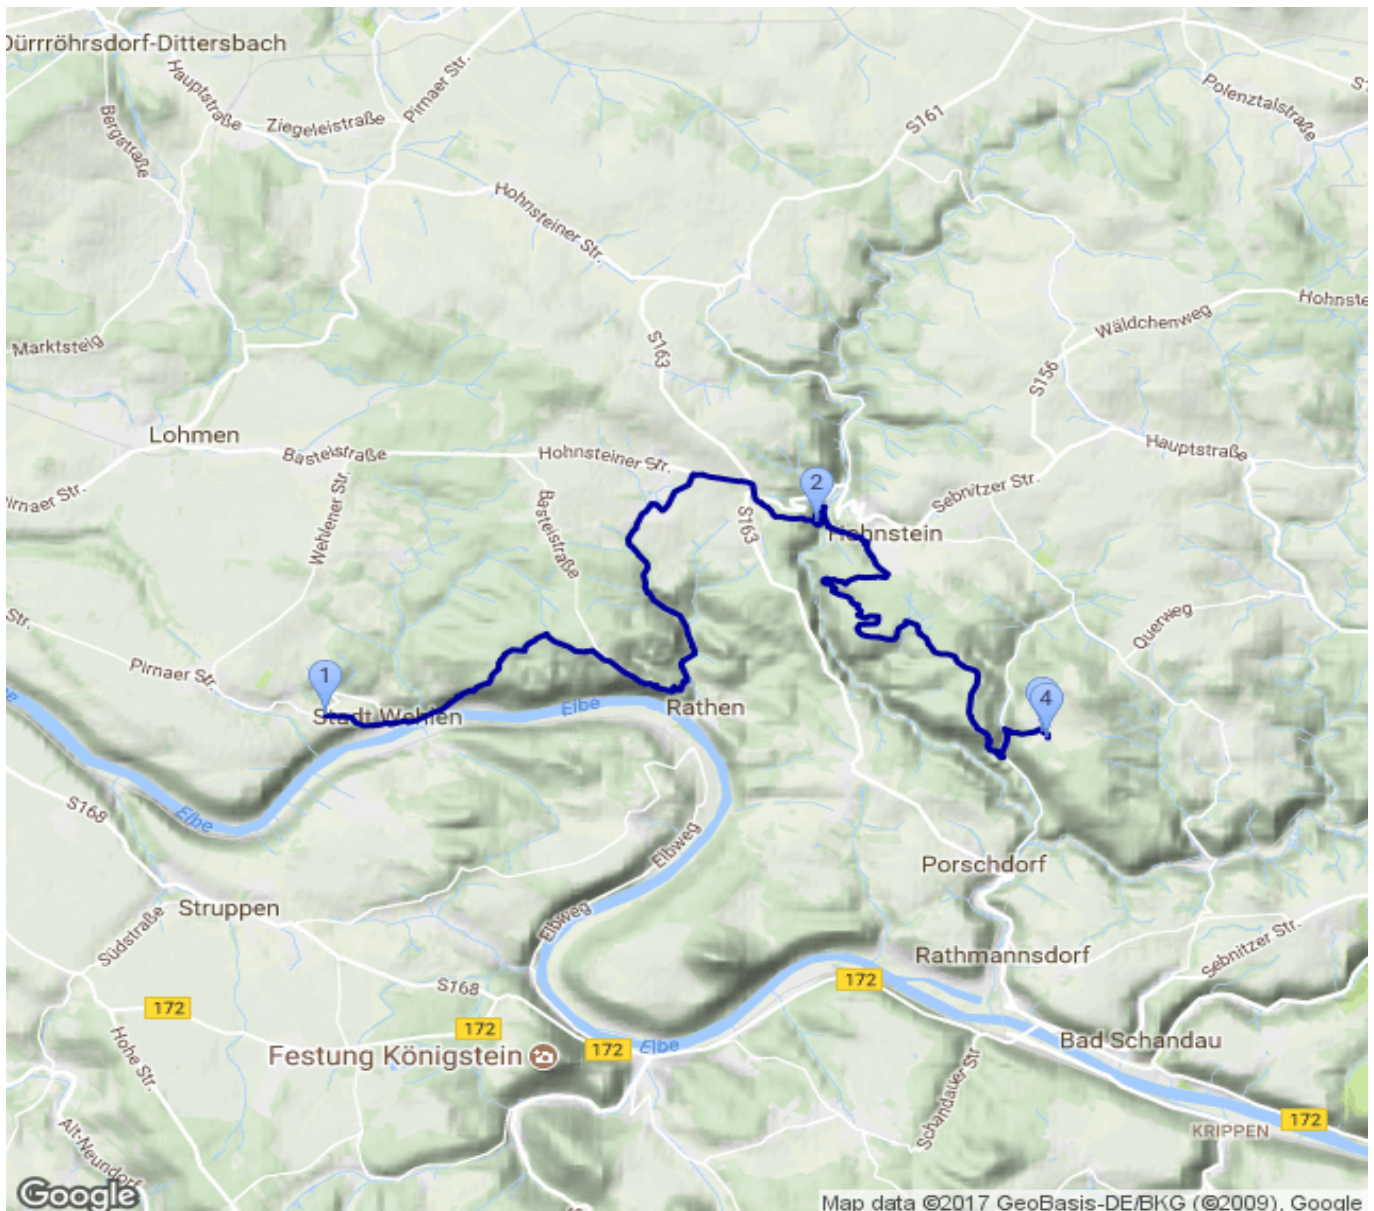 Dürrröhrsdorf-Dittersbach
Hauptstraße
Pirnaer Str.
Bergstraße
Ziegeleistraße
S161
Polenztalstraße
Hohnsteiner Str.
Marktsteig
S163
Wäldchenweg
S156
Lohmen
Basteistraße
Hohnsteiner Str.
Hauptstraße
Pirnaer Str.
Wehlener Str.
Basteistraße
2
Sebnitzer Str.
S163
Hohnstein
Str.
Querweg
Pirnaer Str.
1
4
Stadt Wehlen
Elbe
Rathen
S168
Elbe
Elbweg
Porschdorf
Struppen
Elbweg
Südstraße
Rathmannsdorf
Sebnitzer Str.
172
S168
172
172
Hohe Str.
Festung Königstein
172
Elbe
Bad Schandau
Schandauer Str
172
KRIPPEN
Alt-Neundorf
Google
Map data ©2017 GeoBasis-DE/BKG (©2009), Google